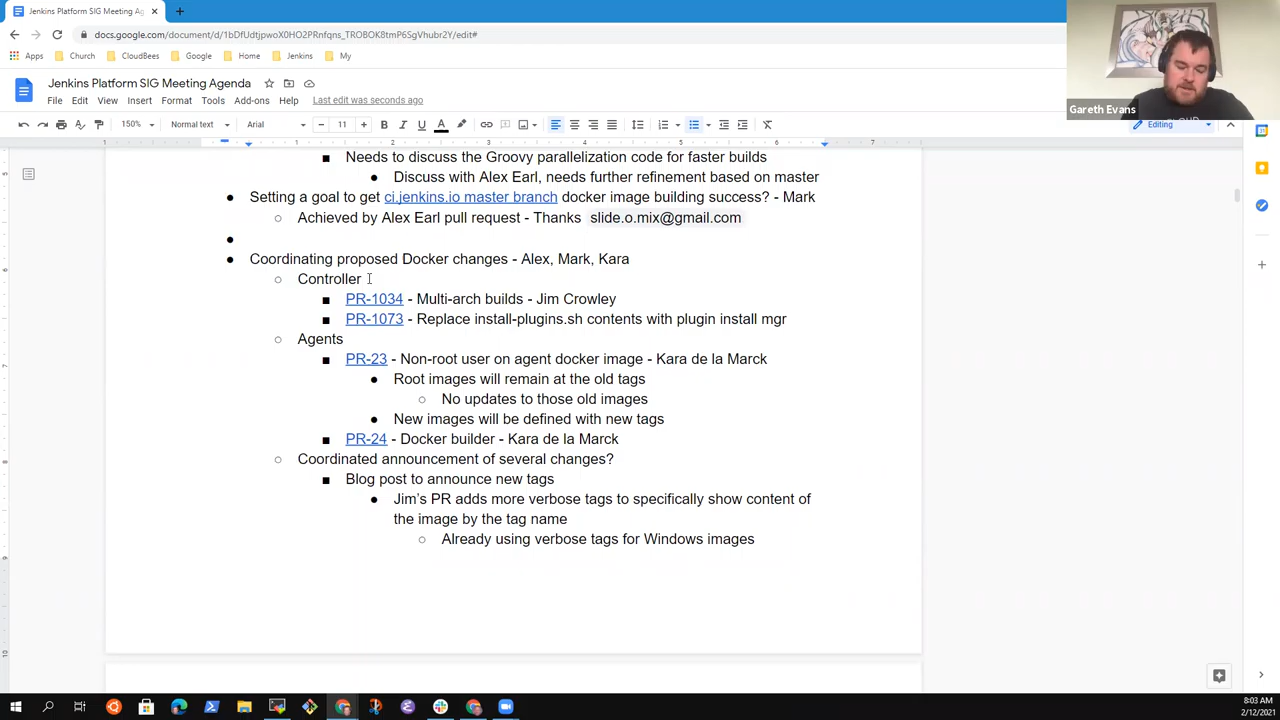 Jenkins Platform SIG Meeting Ag
docs.google.com/document/d/1bDfUdtjpwoX0HO2PRnfqns_TROBOK8tmP6SgVhubr2Y/edit#
Apps
Church
CloudBees
Google
Home
Jenkins
My
Gareth Evans
Jenkins Platform SIG Meeting Agenda
File Edit View Insert Format Tools Add-ons Help Last edit was seconds ago
150% Normal text Arial 11 Editing
Needs to discuss the Groovy parallelization code for faster builds
Discuss with Alex Earl, needs further refinement based on master
Setting a goal to get ci.jenkins.io master branch docker image building success? - Mark
Achieved by Alex Earl pull request - Thanks slide.o.mix@gmail.com
Coordinating proposed Docker changes - Alex, Mark, Kara
Controller
PR-1034 - Multi-arch builds - Jim Crowley
PR-1073 - Replace install-plugins.sh contents with plugin install mgr
Agents
PR-23 - Non-root user on agent docker image - Kara de la Marck
Root images will remain at the old tags
No updates to those old images
New images will be defined with new tags
PR-24 - Docker builder - Kara de la Marck
Coordinated announcement of several changes?
Blog post to announce new tags
Jim's PR adds more verbose tags to specifically show content of
the image by the tag name
Already using verbose tags for Windows images
8:03 AM
2/12/2021